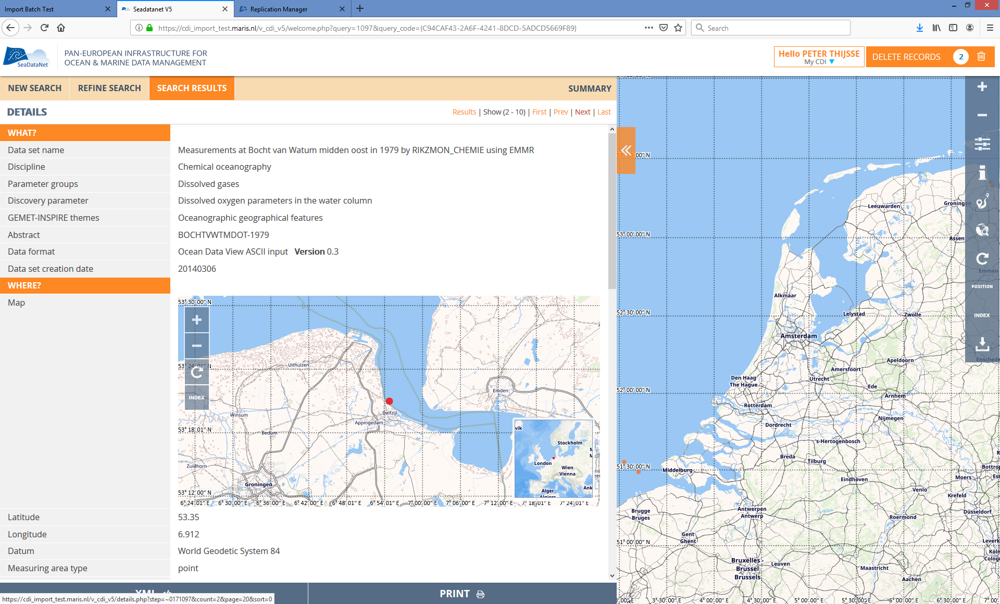 Import Batch Test
Seadatanet V5
Replication Manager
https://cdi_import_test.maris.nl/v_cdi_v5/welcome.php?query=1097&query_code={C94CAF43-2A6F-4241-8DCD-5ADCD5669F89}
Search
SeaDataNet
PAN-EUROPEAN INFRASTRUCTURE FOR
OCEAN & MARINE DATA MANAGEMENT
Hello PETER THIJSSE
My CDI ▼
DELETE RECORDS 2
NEW SEARCH
REFINE SEARCH
SEARCH RESULTS
SUMMARY
DETAILS
Results | Show (2 - 10) | First | Prev | Next | Last
WHAT?
Data set name Measurements at Bocht van Watum midden oost in 1979 by RIKZMON_CHEMIE using EMMR
Discipline Chemical oceanography
Parameter groups Dissolved gases
Discovery parameter Dissolved oxygen parameters in the water column
GEMET-INSPIRE themes Oceanographic geographical features
Abstract BOCHTVWTMDOT-1979
Data format Ocean Data View ASCII input Version 0.3
Data set creation date 20140306
WHERE?
Map
53° 30' 00" N
Uithuizen
INDEX
Emden
Winsum
Delfzijl
Appingedam
53° 18' 01" N
Bedum
Zuidhorn
Groningen
53° 12' 00" N
6° 24' 01" E 6° 30' 00" E 6° 36' 00" E 6° 42' 00" E 6° 48' 01" E 6° 54' 01" E 7° 00' 00" E 7° 06' 00" E 7° 12' 00" E 7° 18' 01" E 7° 24' 01" E
vík
Stockholm
London
Wien
Vienna
Alger
Ank
Latitude 53.35
Longitude 6.912
Datum World Geodetic System 84
Measuring area type point
PRINT
https://cdi_import_test.maris.nl/v_cdi_v5/details.php?step=~0171097&count=2&page=20&sort=0
Leeuwarden
Groningen
53° 00' 00" N
Assen
Emmen
POSITION
Alkmaar
52° 30' 00" N
Lelystad
Zwolle
INDEX
Amsterdam
Enschede
Apeldoorn
Amersfoort
Den Haag
The Hague
Utrecht
Ede
52° 00' 00" N
Arnhem
Rotterdam
Nijmegen
Dordrecht
's-Hertogenbosch
Breda
Tilburg
51° 30' 00" N
Middelburg
Bottro
Moers
Eindhoven
Venlo
Krefeld
Brugge
Bruges
Antwerpen
Antwerp
Düsseldorf
Roermond
Gent
Ghent
51° 00' 00" N
Leverk
Köln
Colog
Bruxelles -
Brussel
Brussels
Leuven
Maastricht
Aachen
3° 30' 00" E 4° 00' 00" E 4° 30' 00" E 5° 00' 00" E 5° 30' 00" E 6° 00' 00" E 6° 30' 00" E